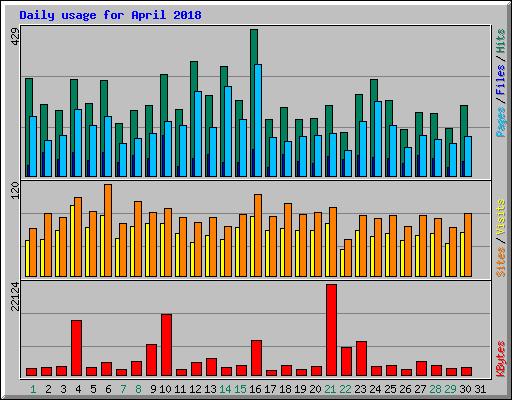 Daily usage for April 2018
429
Pages / Files / Hits
120
Sites / Visits
22124
KBytes
1 2 3 4 5 6 7 8 9 10 11 12 13 14 15 16 17 18 19 20 21 22 23 24 25 26 27 28 29 30 31